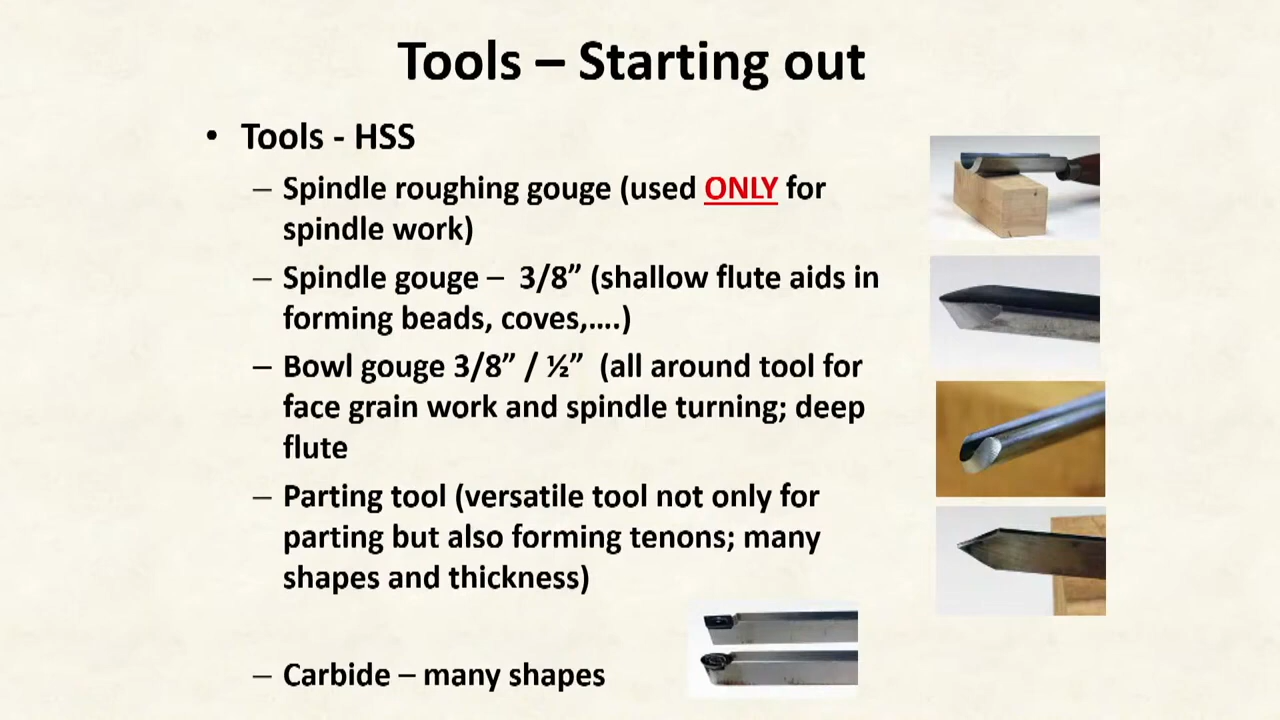 Tools – Starting out
• Tools - HSS
– Spindle roughing gouge (used ONLY for
spindle work)
– Spindle gouge – 3/8” (shallow flute aids in
forming beads, coves,….)
– Bowl gouge 3/8” / ½” (all around tool for
face grain work and spindle turning; deep
flute
– Parting tool (versatile tool not only for
parting but also forming tenons; many
shapes and thickness)
– Carbide – many shapes